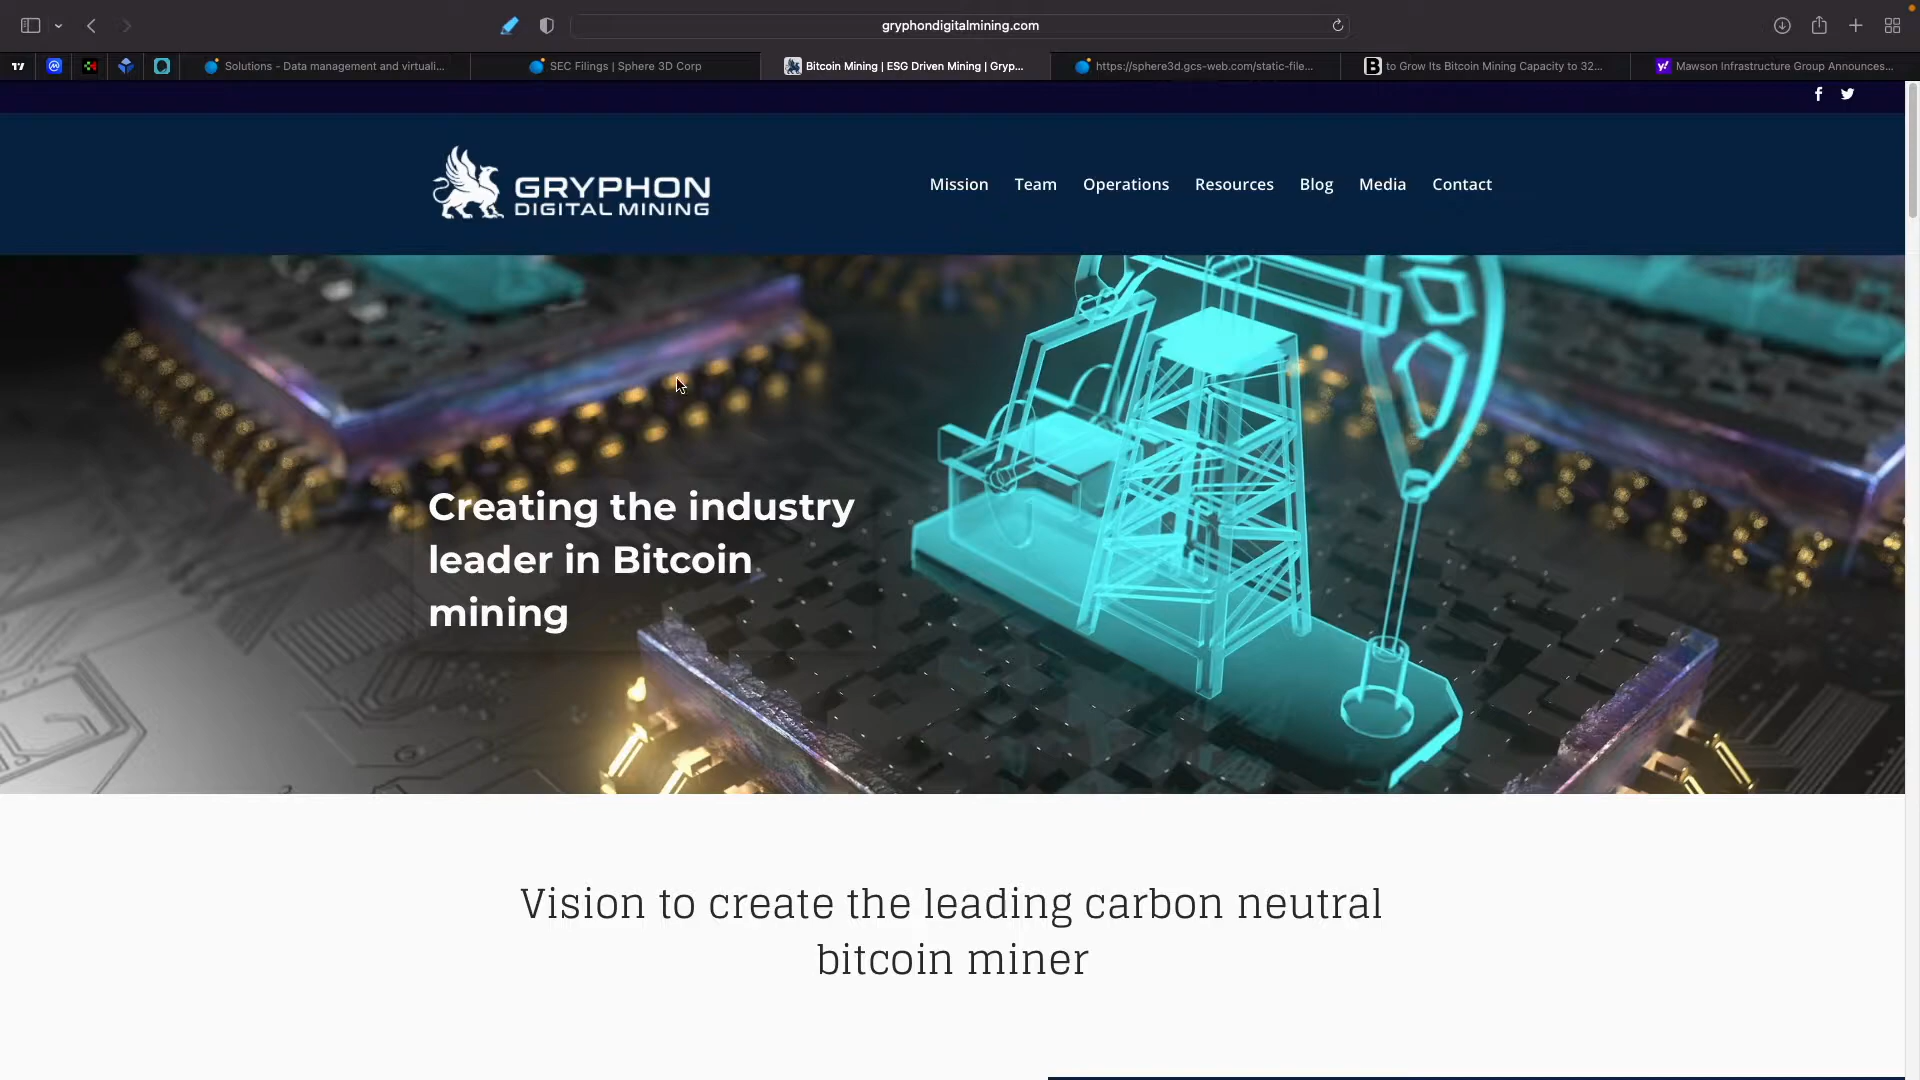 gryphondigitalmining.com
Solutions - Data management and virtuali...
SEC Filings | Sphere 3D Corp
Bitcoin Mining | ESG Driven Mining | Gryp...
https://sphere3d.gcs-web.com/static-file...
to Grow Its Bitcoin Mining Capacity to 32...
Mawson Infrastructure Group Announces...
GRYPHON
DIGITAL MINING
Mission Team Operations Resources Blog Media Contact
Creating the industry
leader in Bitcoin
mining
Vision to create the leading carbon neutral
bitcoin miner